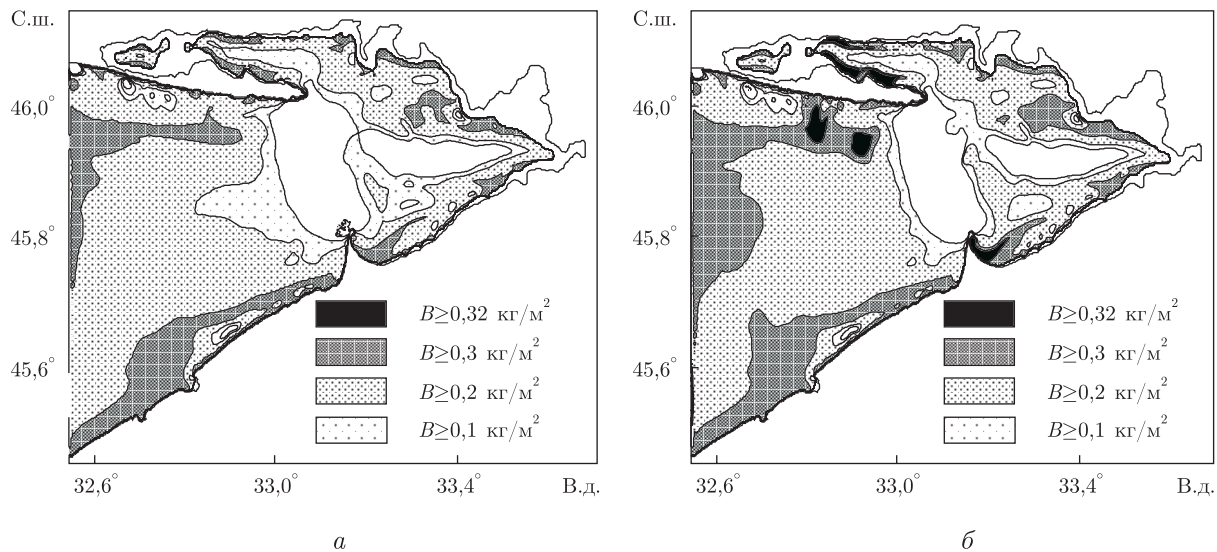 С.ш.
46,0°
45,8°
45,6°
B≥0,32 кг/м²
B≥0,3 кг/м²
B≥0,2 кг/м²
B≥0,1 кг/м²
32,6°
33,0°
33,4°
В.д.
а
С.ш.
46,0°
45,8°
45,6°
B≥0,32 кг/м²
B≥0,3 кг/м²
B≥0,2 кг/м²
B≥0,1 кг/м²
32,6°
33,0°
33,4°
В.д.
б